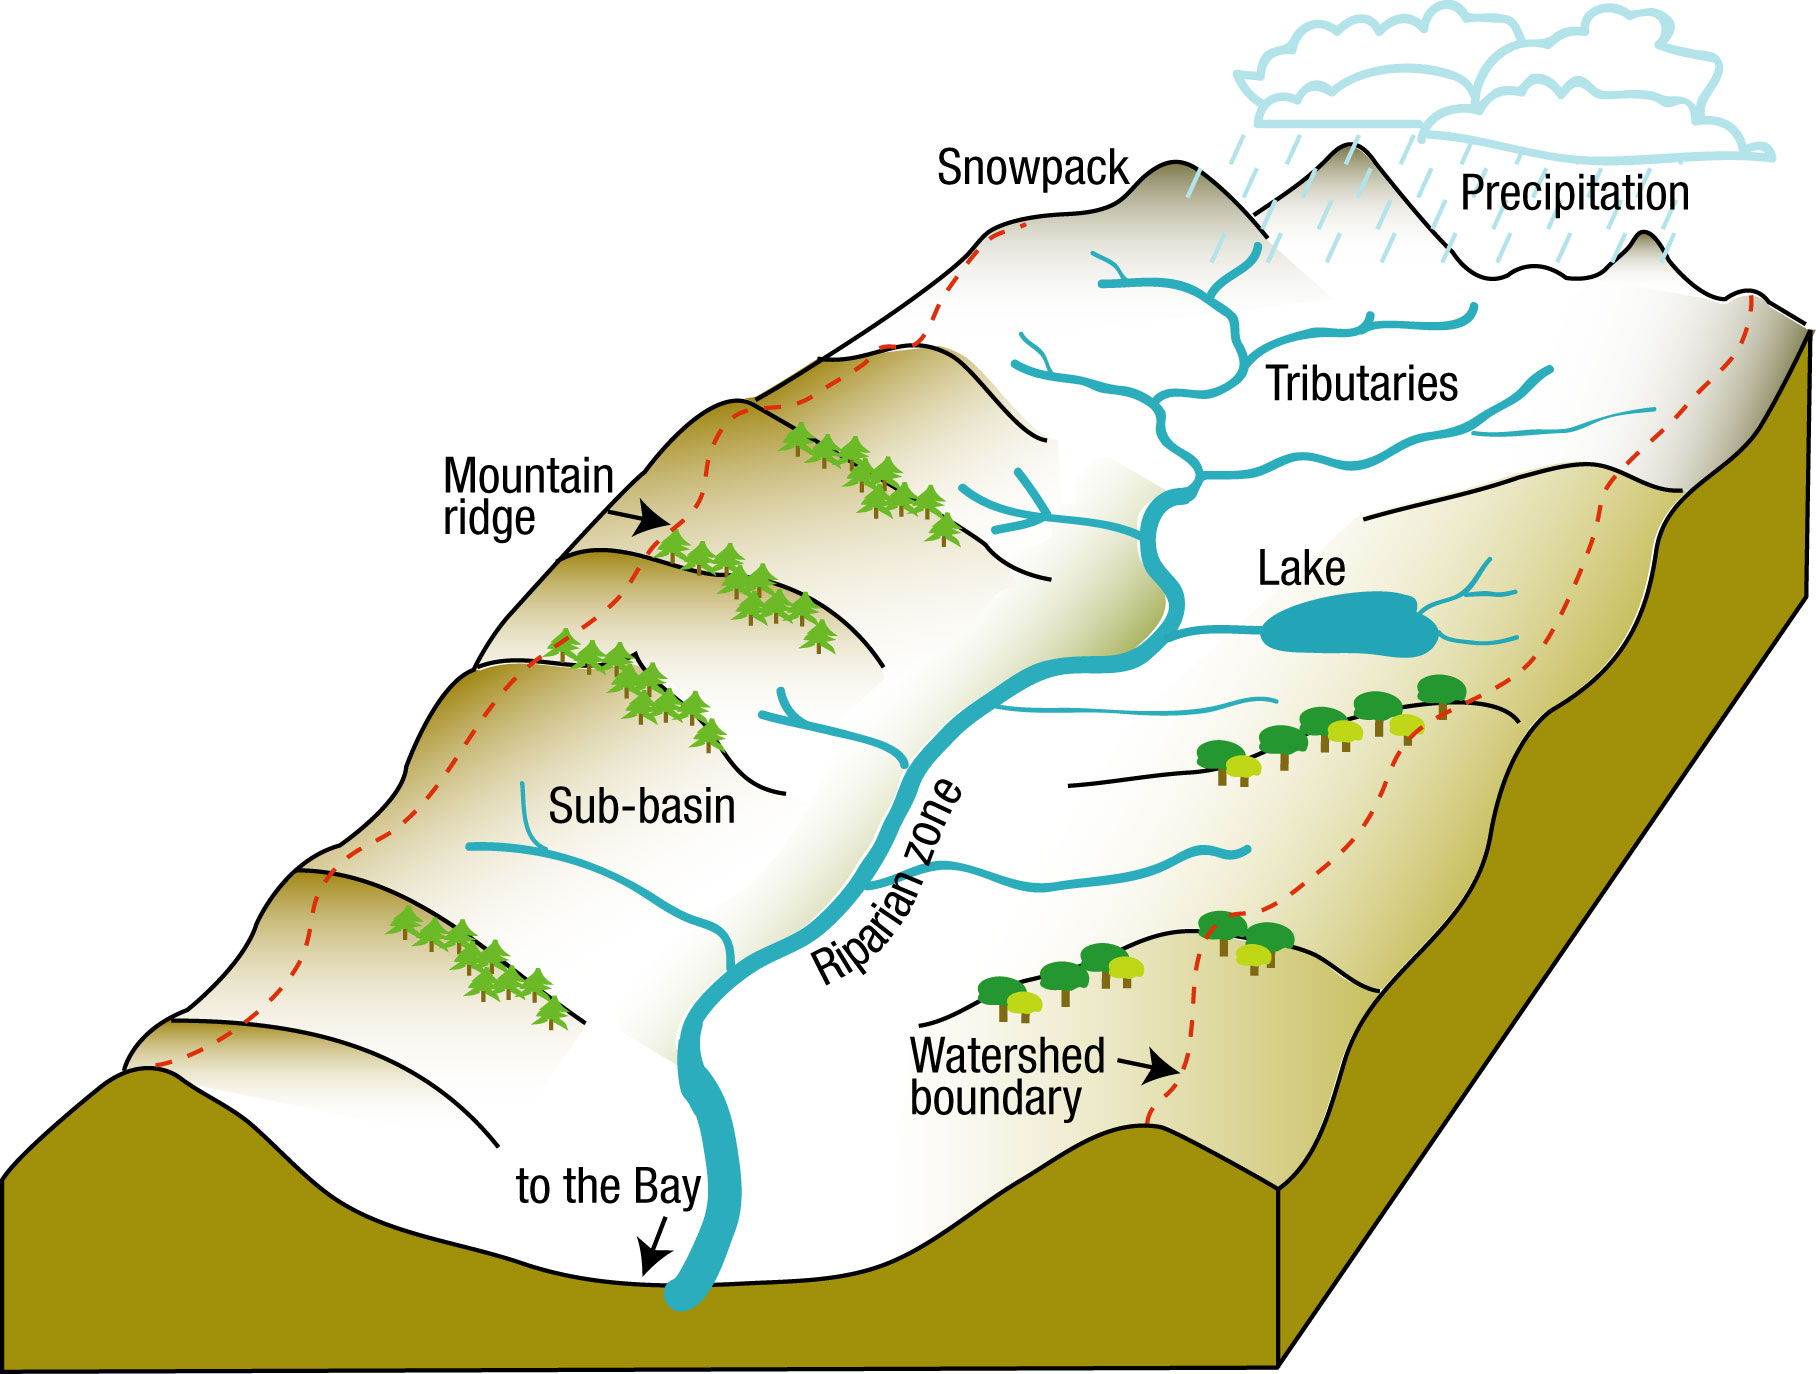 Snowpack
Precipitation
Tributaries
Mountain
ridge
Lake
Sub-basin
Riparian zone
Watershed
boundary
to the Bay